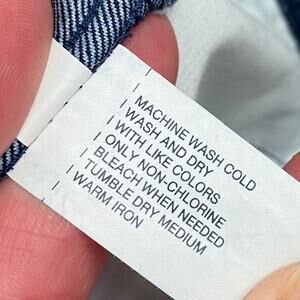 MACHINE WASH COLD
WASH AND DRY
WITH LIKE COLORS
ONLY NON-CHLORINE
BLEACH WHEN NEEDED
TUMBLE DRY MEDIUM
WARM IRON